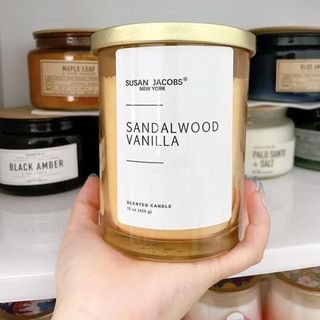 MAPLE LEAF
BLACK AMBER
SUSAN JACOBS®
NEW YORK
SANDALWOOD
VANILLA
SCENTED CANDLE
15 oz (425 g)
PALO SANTO
+ SALT